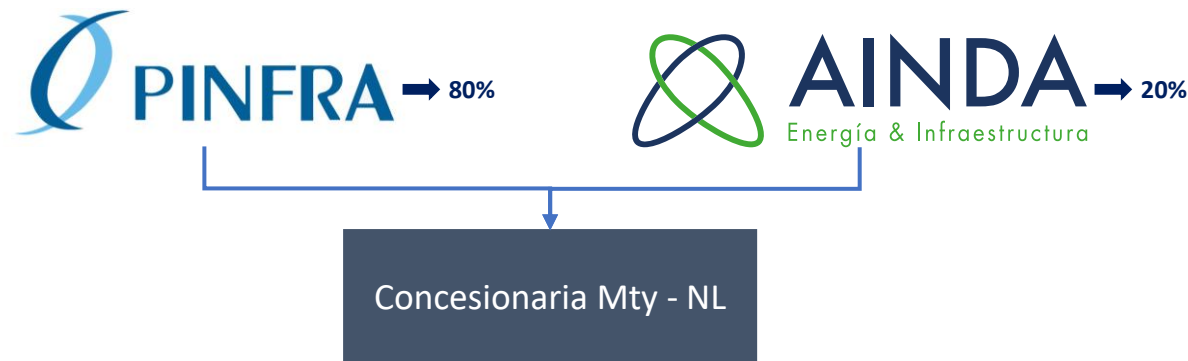 PINFRA
80%
AINDA
Energía & Infraestructura
20%
Concesionaria Mty - NL